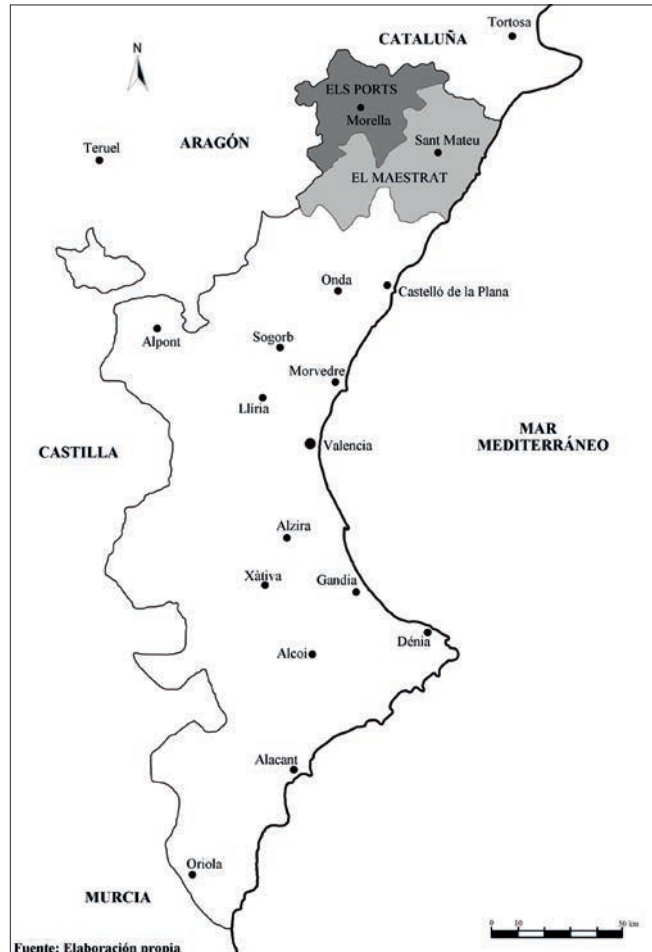 Tortosa
CATALUÑA
N
ELS PORTS
Morella
ARAGÓN
Sant Mateu
Teruel
EL MAESTRAT
Onda
Castelló de la Plana
Alpont
Sogorb
Morvedre
Llíria
MAR
MEDITERRÁNEO
CASTILLA
Valencia
Alzira
Xàtiva
Gandia
Dénia
Alcoi
Alacant
Oriola
MURCIA
0 10 50 km
Fuente: Elaboración propia